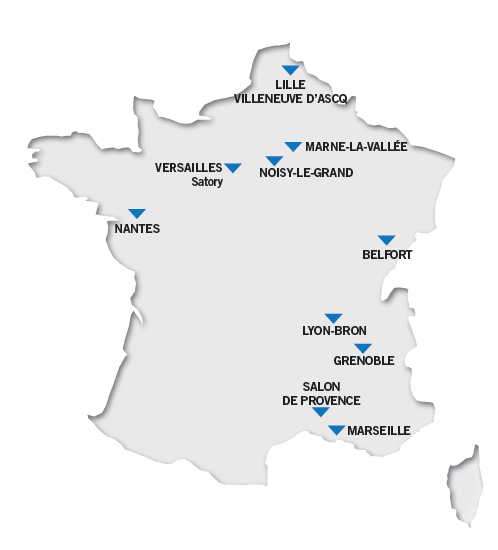 LILLE
VILLENEUVE D'ASCQ
MARNE-LA-VALLÉE
VERSAILLES
Satory
NOISY-LE-GRAND
NANTES
BELFORT
LYON-BRON
GRENOBLE
SALON
DE PROVENCE
MARSEILLE